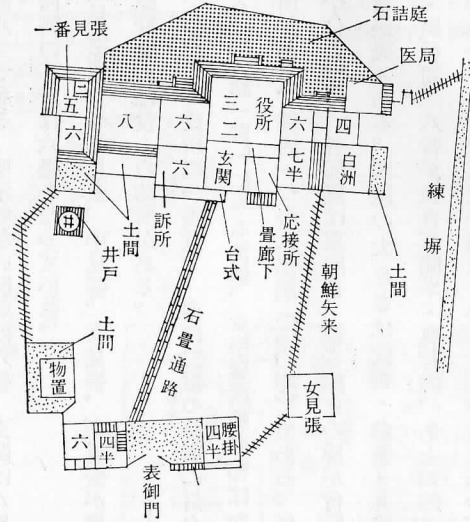 石詰庭
一番見張
医局
二
五
六
八
六
三二
役所
六
四
六
玄関
七半
白洲
練塀
井
井戸
土間
訴所
台式
畳廊下
応接所
朝鮮矢来
土間
石畳通路
土間
物置
女見張
六
四半
四半
腰掛
表御門